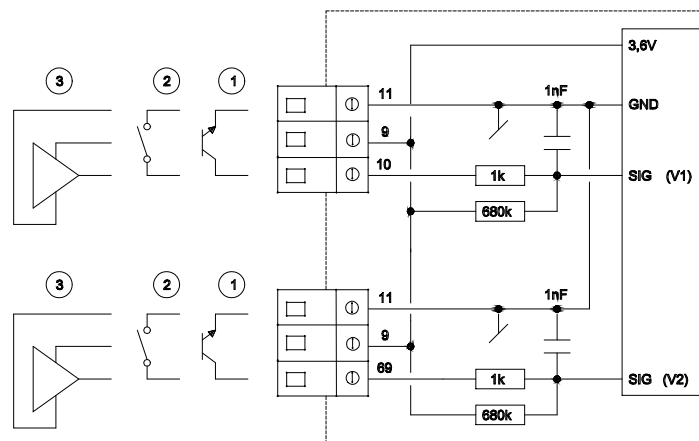 3,6V
3 2 1
11 1nF GND
9
10 1k SIG (V1)
680k
3 2 1
11 1nF
9
69 1k SIG (V2)
680k